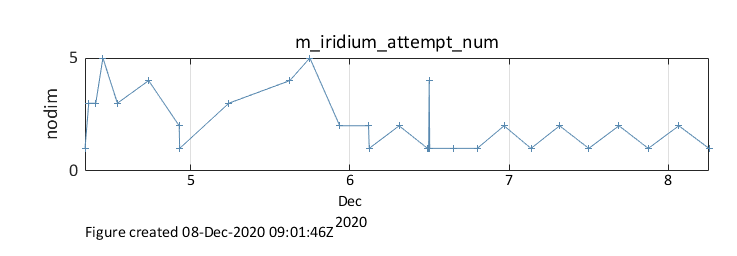 m_iridium_attempt_num
5
nodim
0
5 6 7 8
Dec
2020
Figure created 08-Dec-2020 09:01:46Z